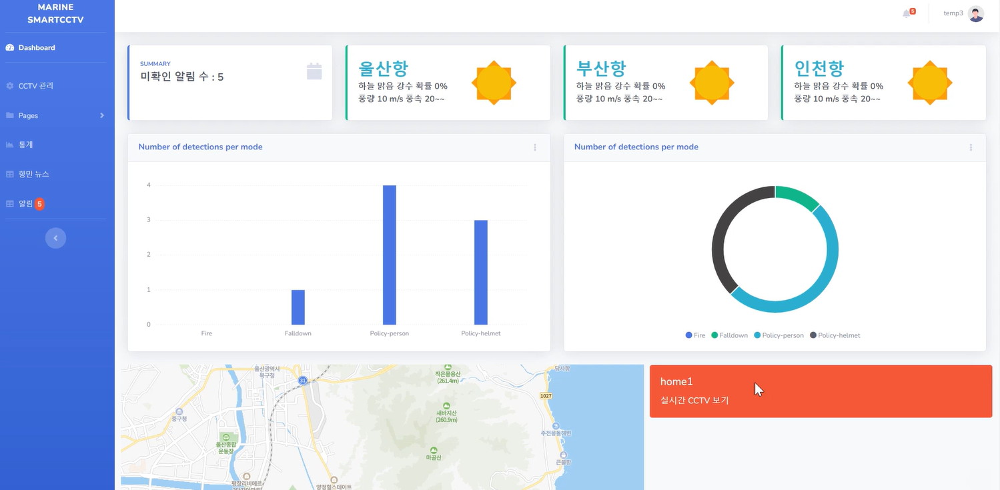 MARINE
SMARTCCTV
Dashboard
CCTV 관리
Pages
통계
항만 뉴스
알림 5
5
temp3
SUMMARY
미확인 알림 수 : 5
울산항
하늘 맑음 강수 확률 0%
풍량 10 m/s 풍속 20~~
부산항
하늘 맑음 강수 확률 0%
풍량 10 m/s 풍속 20~~
인천항
하늘 맑음 강수 확률 0%
풍량 10 m/s 풍속 20~~
Number of detections per mode
4
3
2
1
0
Fire
Falldown
Policy-person
Policy-helmet
Number of detections per mode
Fire
Falldown
Policy-person
Policy-helmet
울산광역시
북구청
31
중구청
울산종합
운동장
평창리비에르
양정힐스테이트
작은물용산
(261.4m)
새바지산
(260.9m)
마골산
당사항
1027
주전몽돌해변
큰불항
home1
실시간 CCTV 보기